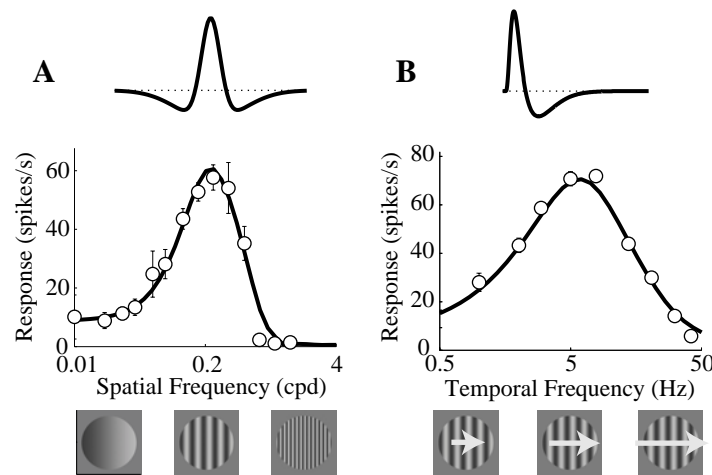 A
Response (spikes/s)
60
40
20
0
0.01
0.2
4
Spatial Frequency (cpd)
B
Response (spikes/s)
80
60
40
20
0
0.5
5
50
Temporal Frequency (Hz)